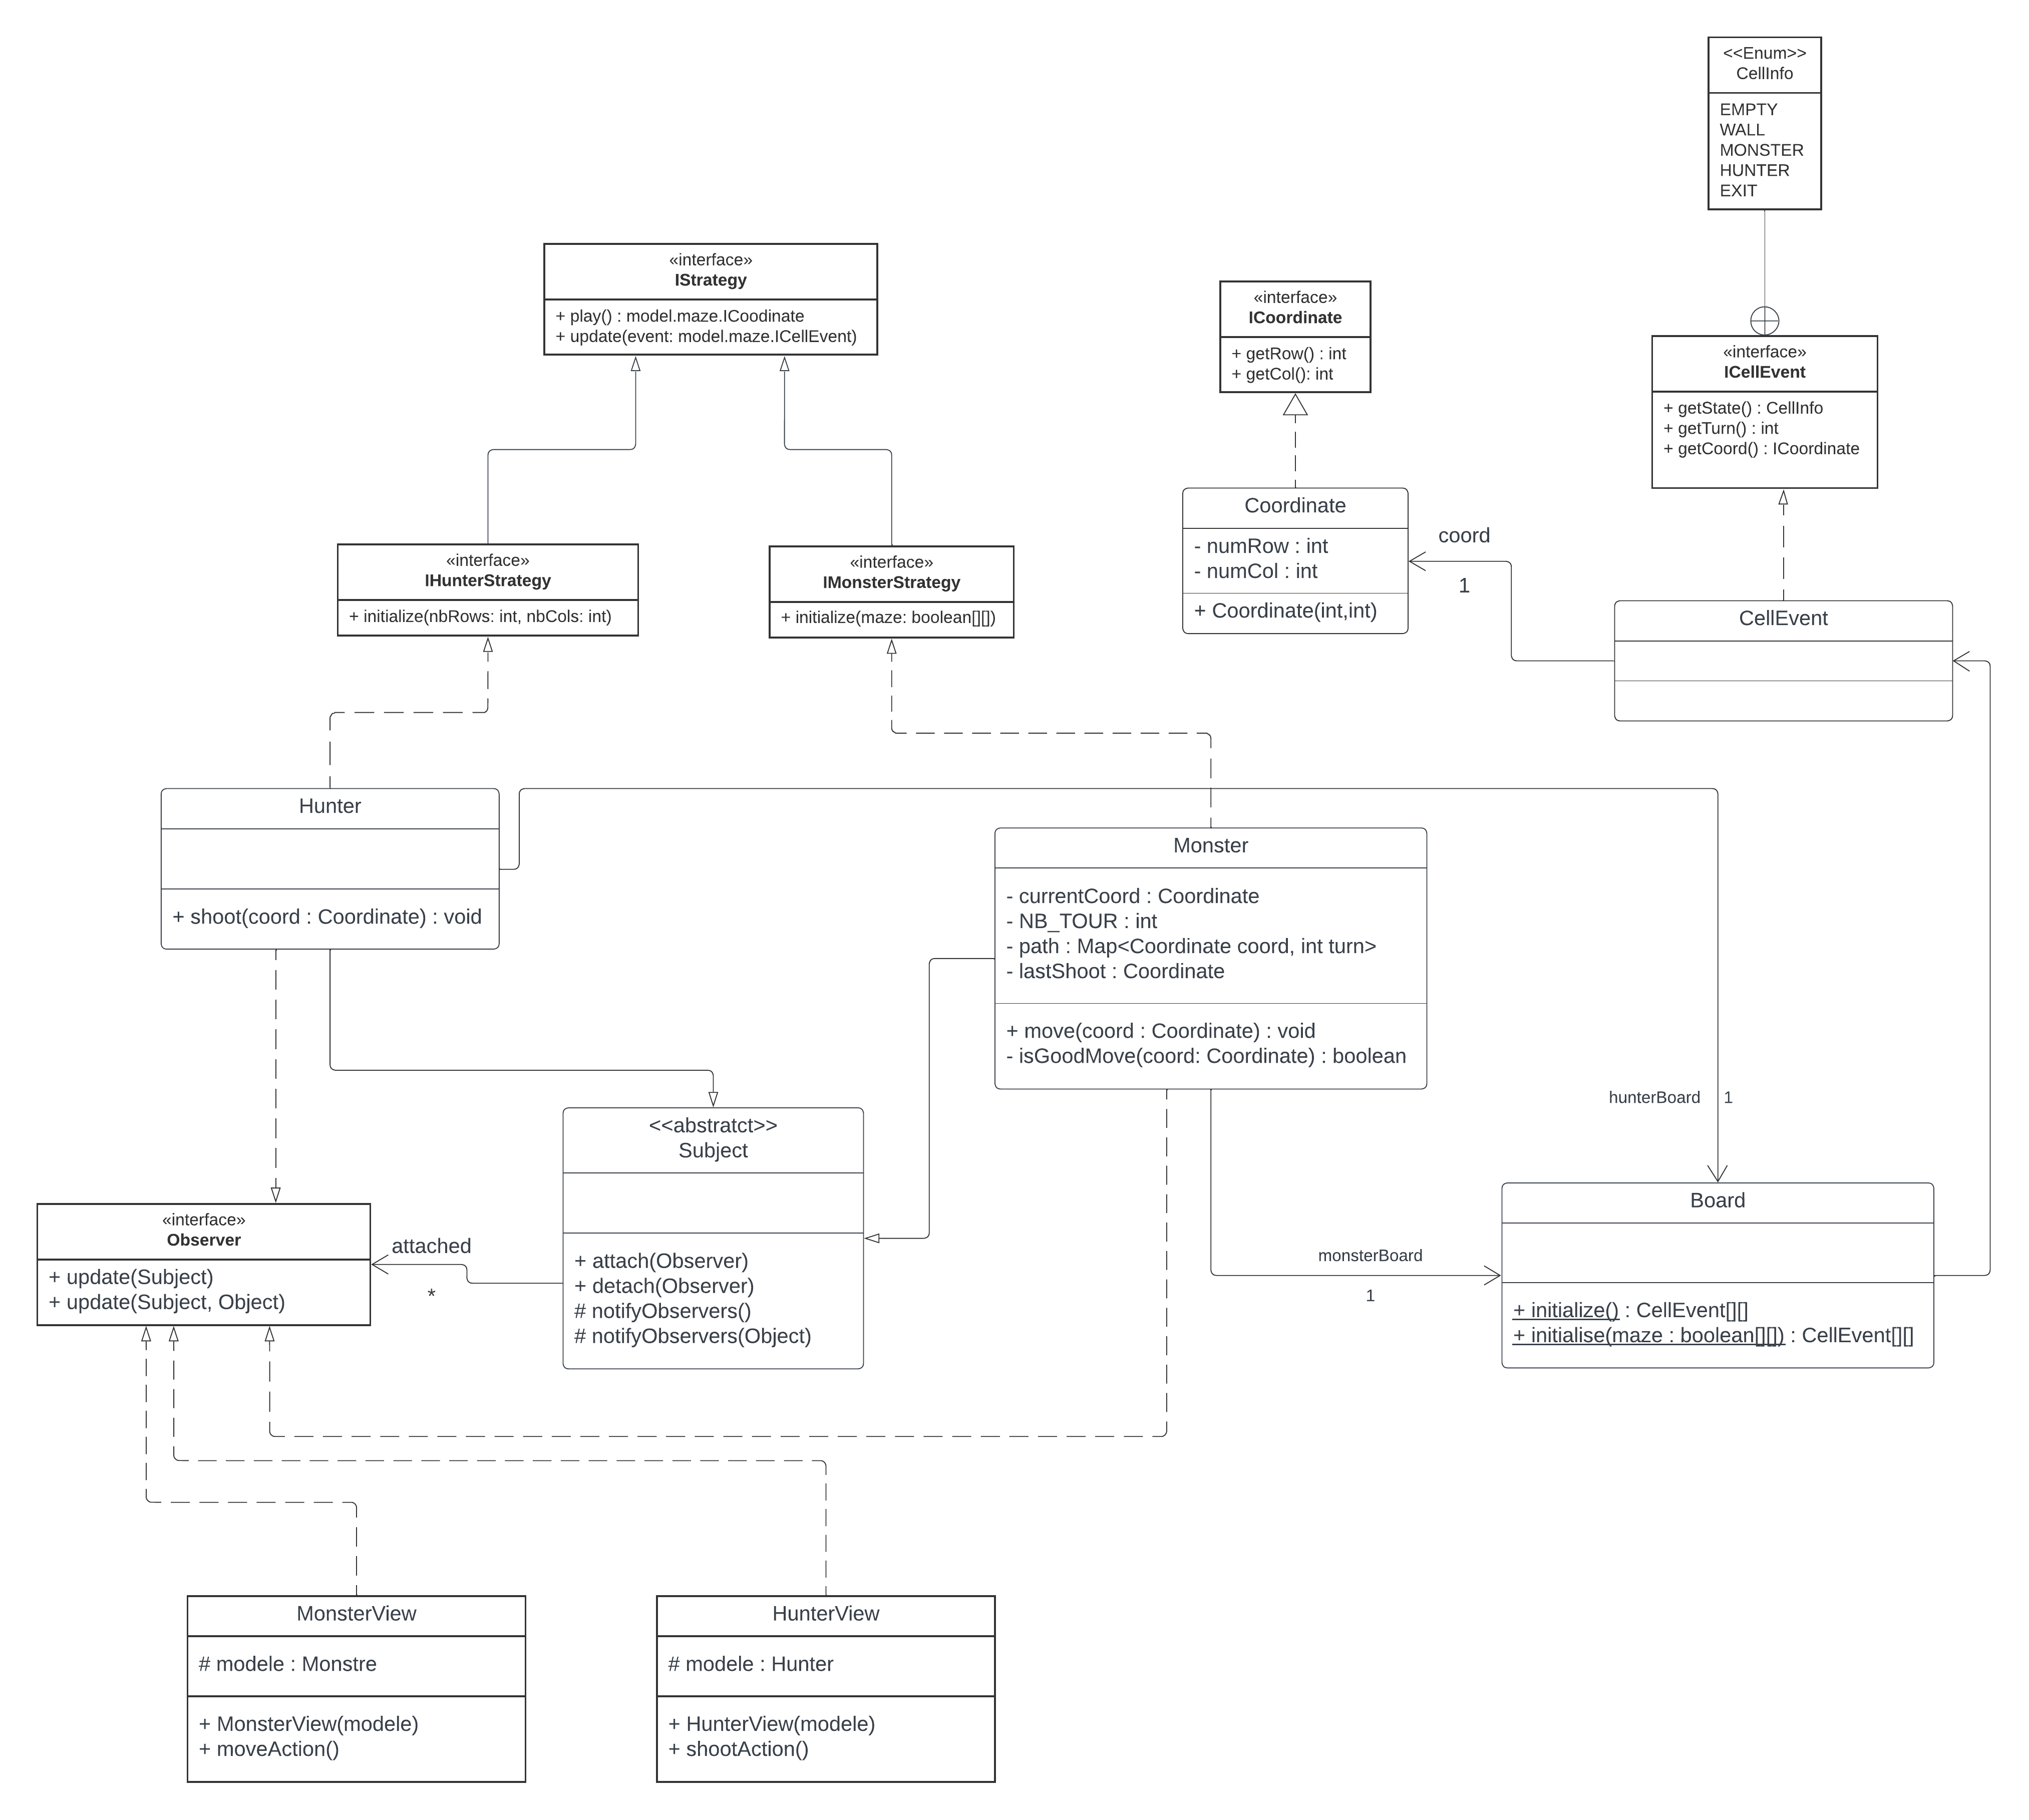 <<Enum>>
CellInfo
EMPTY
WALL
MONSTER
HUNTER
EXIT
«interface»
IStrategy
+ play() : model.maze.ICoodinate
+ update(event: model.maze.ICellEvent)
«interface»
ICoordinate
+ getRow() : int
+ getCol(): int
«interface»
ICellEvent
+ getState() : CellInfo
+ getTurn() : int
+ getCoord() : ICoordinate
«interface»
IHunterStrategy
+ initialize(nbRows: int, nbCols: int)
«interface»
IMonsterStrategy
+ initialize(maze: boolean[][])
Coordinate
- numRow : int
- numCol : int
+ Coordinate(int,int)
coord
1
CellEvent
Hunter
+ shoot(coord : Coordinate) : void
Monster
- currentCoord : Coordinate
- NB_TOUR : int
- path : Map<Coordinate coord, int turn>
- lastShoot : Coordinate
+ move(coord : Coordinate) : void
- isGoodMove(coord: Coordinate) : boolean
hunterBoard
1
<<abstratct>>
Subject
+ attach(Observer)
+ detach(Observer)
# notifyObservers()
# notifyObservers(Object)
«interface»
Observer
+ update(Subject)
+ update(Subject, Object)
attached
*
monsterBoard
1
Board
+ initialize() : CellEvent[][]
+ initialise(maze : boolean[][]) : CellEvent[][]
MonsterView
# modele : Monstre
+ MonsterView(modele)
+ moveAction()
HunterView
# modele : Hunter
+ HunterView(modele)
+ shootAction()